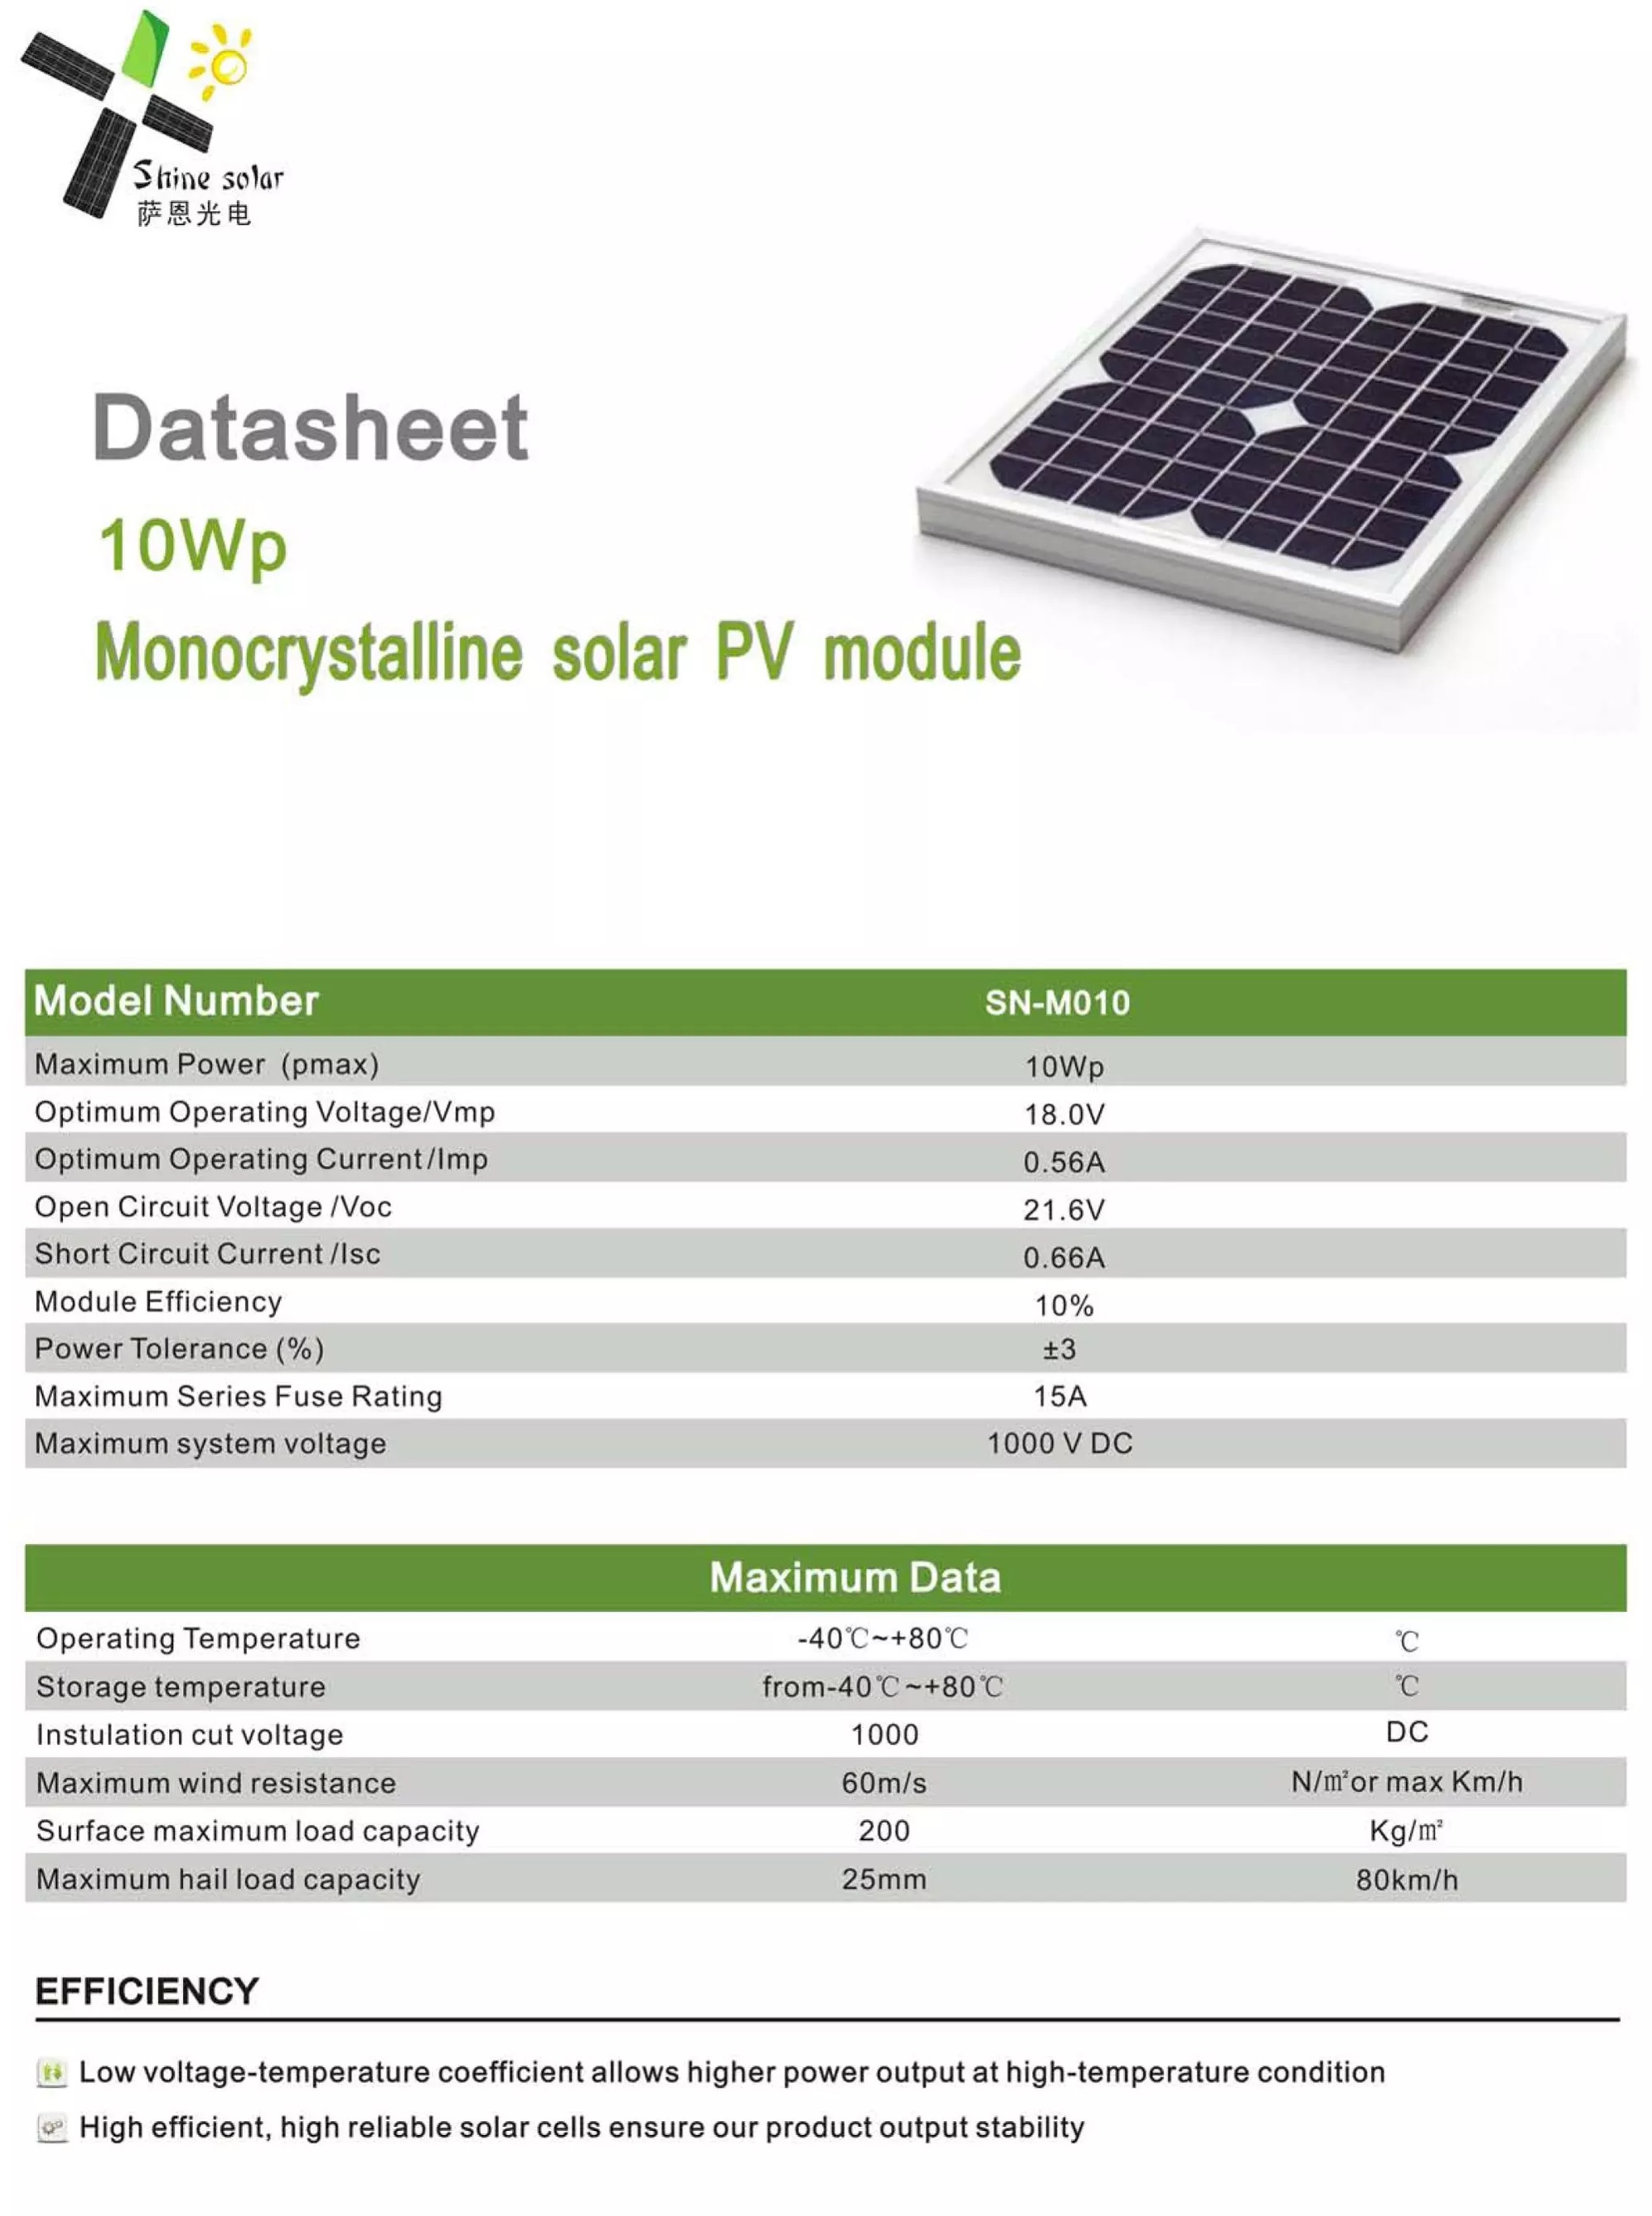 Shine solar
萨恩光电
Datasheet
10Wp
Monocrystalline solar PV module
Model Number SN-M010
Maximum Power (pmax) 10Wp
Optimum Operating Voltage/Vmp 18.0V
Optimum Operating Current/Imp 0.56A
Open Circuit Voltage /Voc 21.6V
Short Circuit Current /Isc 0.66A
Module Efficiency 10%
Power Tolerance (%) ±3
Maximum Series Fuse Rating 15A
Maximum system voltage 1000 V DC
Maximum Data
Operating Temperature -40℃~+80℃ ℃
Storage temperature from-40℃~+80℃ ℃
Instulation cut voltage 1000 DC
Maximum wind resistance 60m/s N/m²or max Km/h
Surface maximum load capacity 200 Kg/m²
Maximum hail load capacity 25mm 80km/h
EFFICIENCY
Low voltage-temperature coefficient allows higher power output at high-temperature condition
High efficient, high reliable solar cells ensure our product output stability